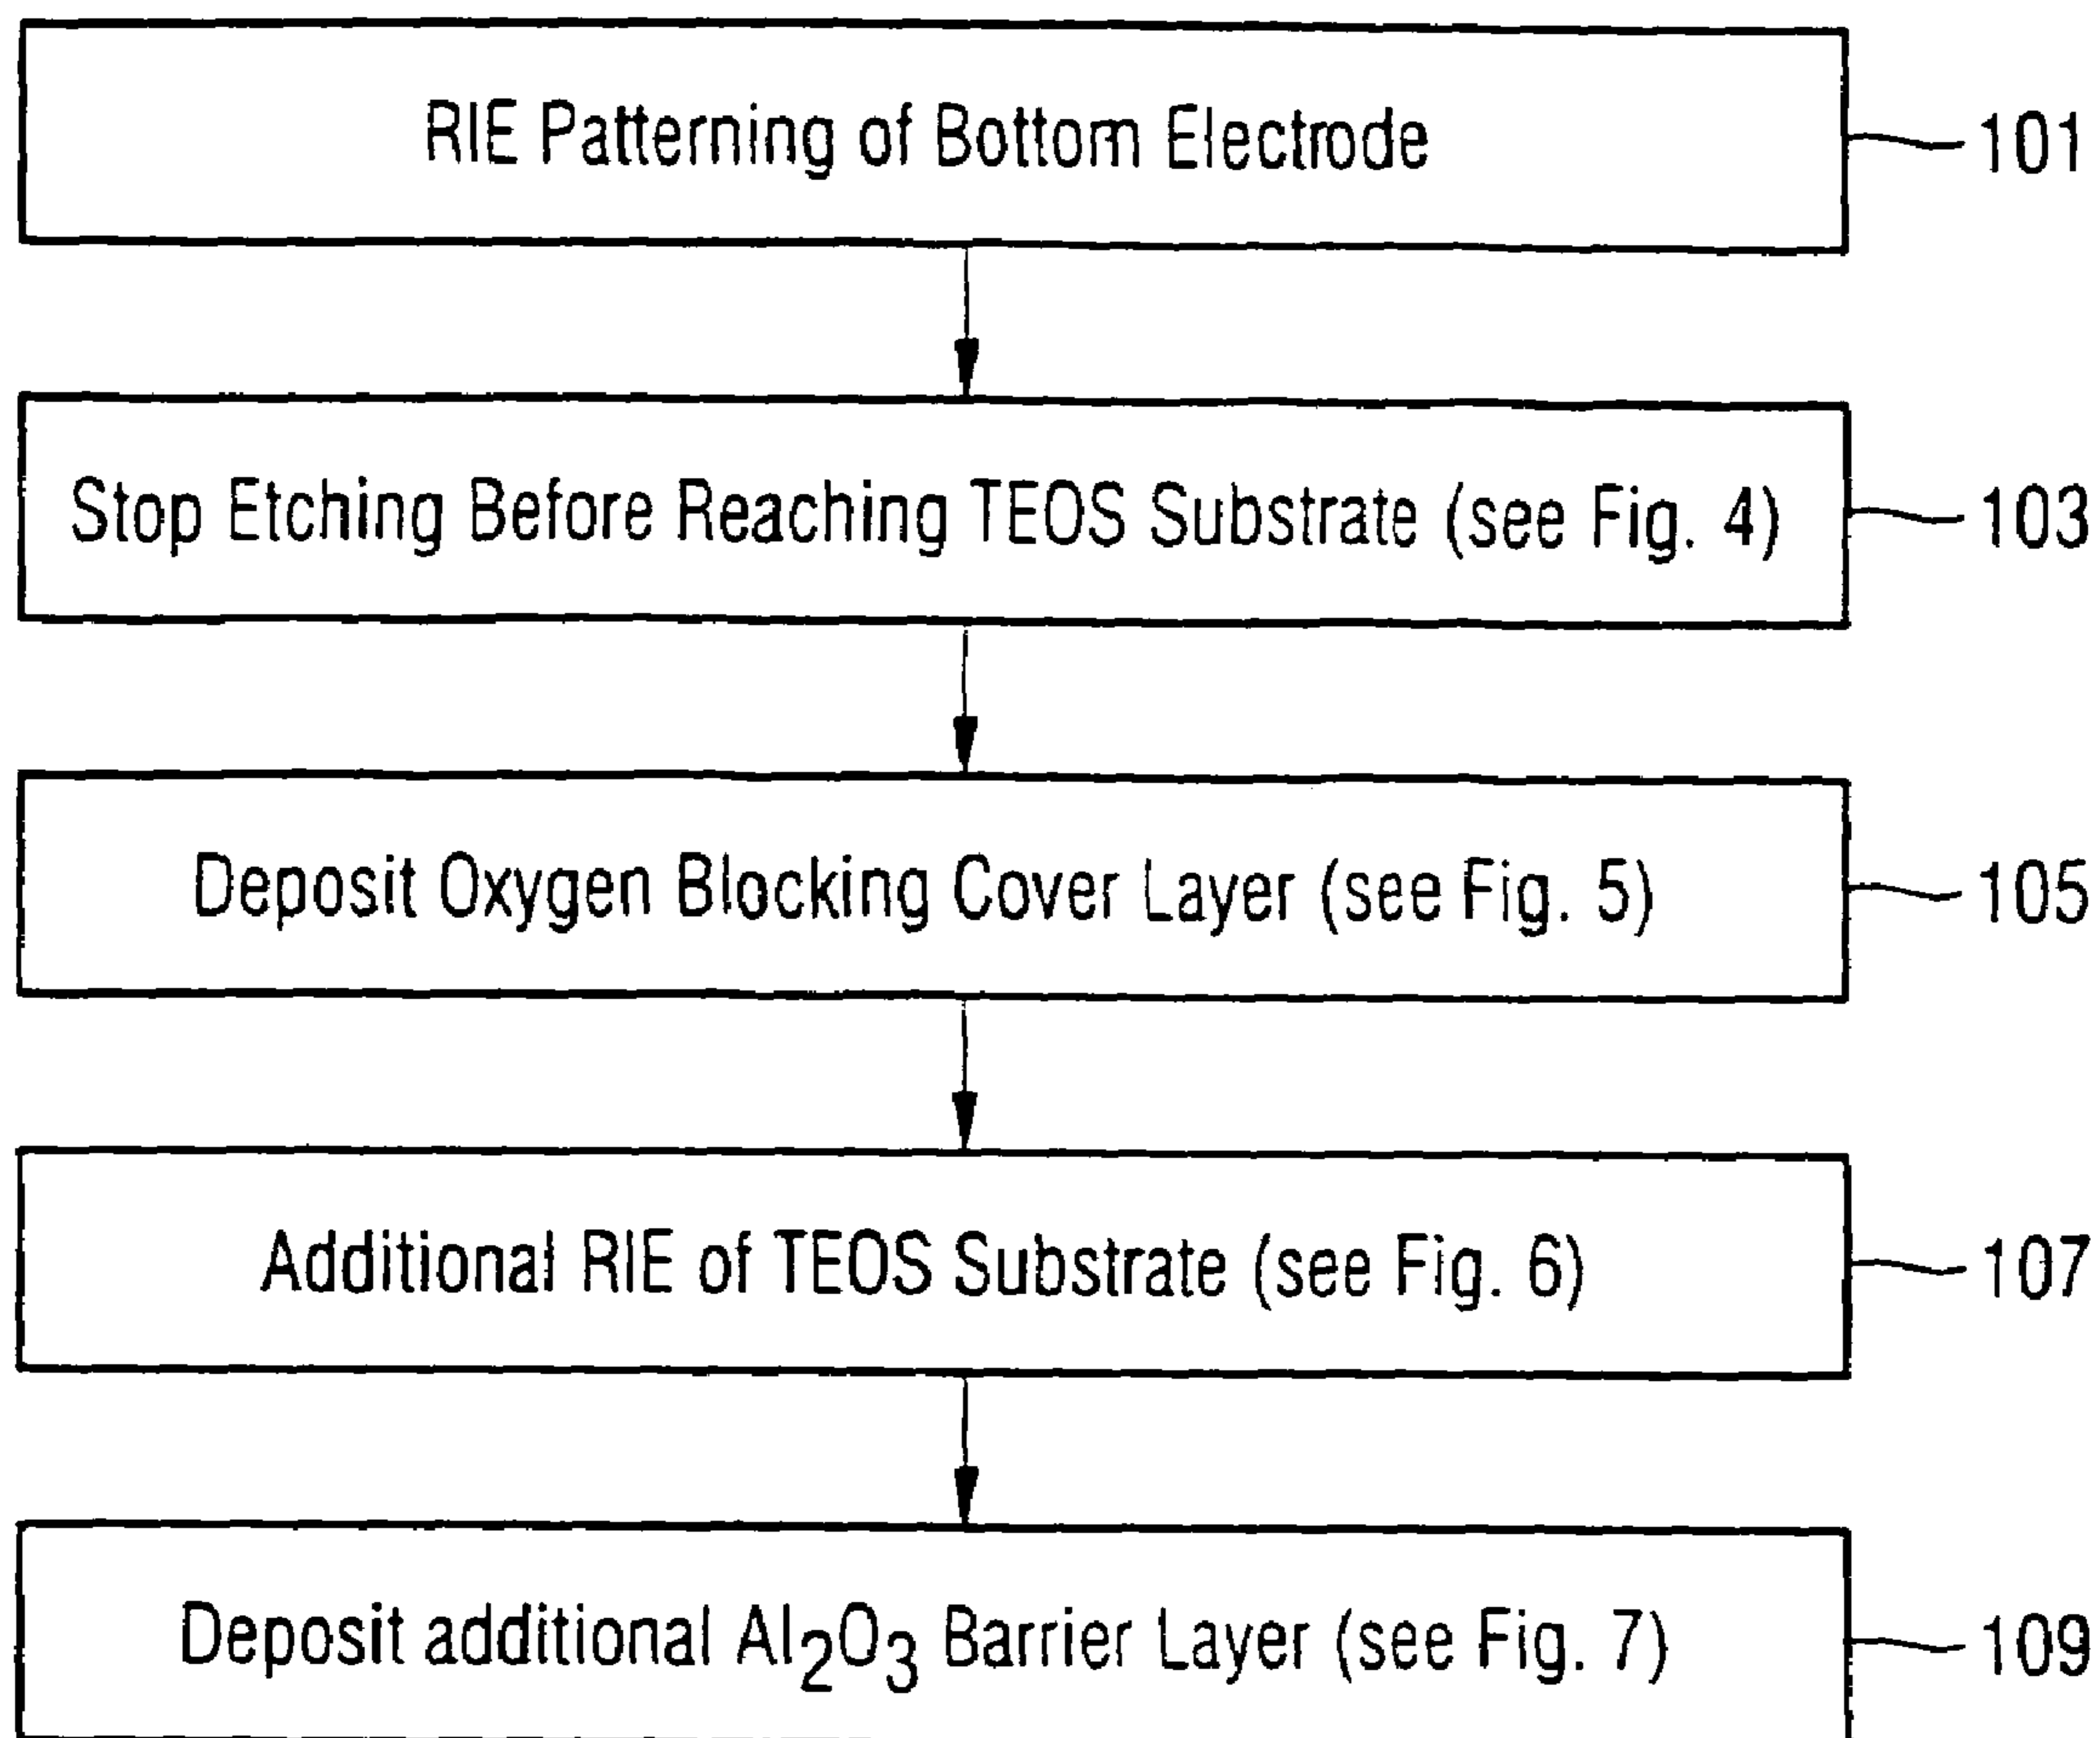 RIE Patterning of Bottom Electrode 101
Stop Etching Before Reaching TEOS Substrate (see Fig. 4) 103
Deposit Oxygen Blocking Cover Layer (see Fig. 5) 105
Additional RIE of TEOS Substrate (see Fig. 6) 107
Deposit additional Al₂O₃ Barrier Layer (see Fig. 7) 109